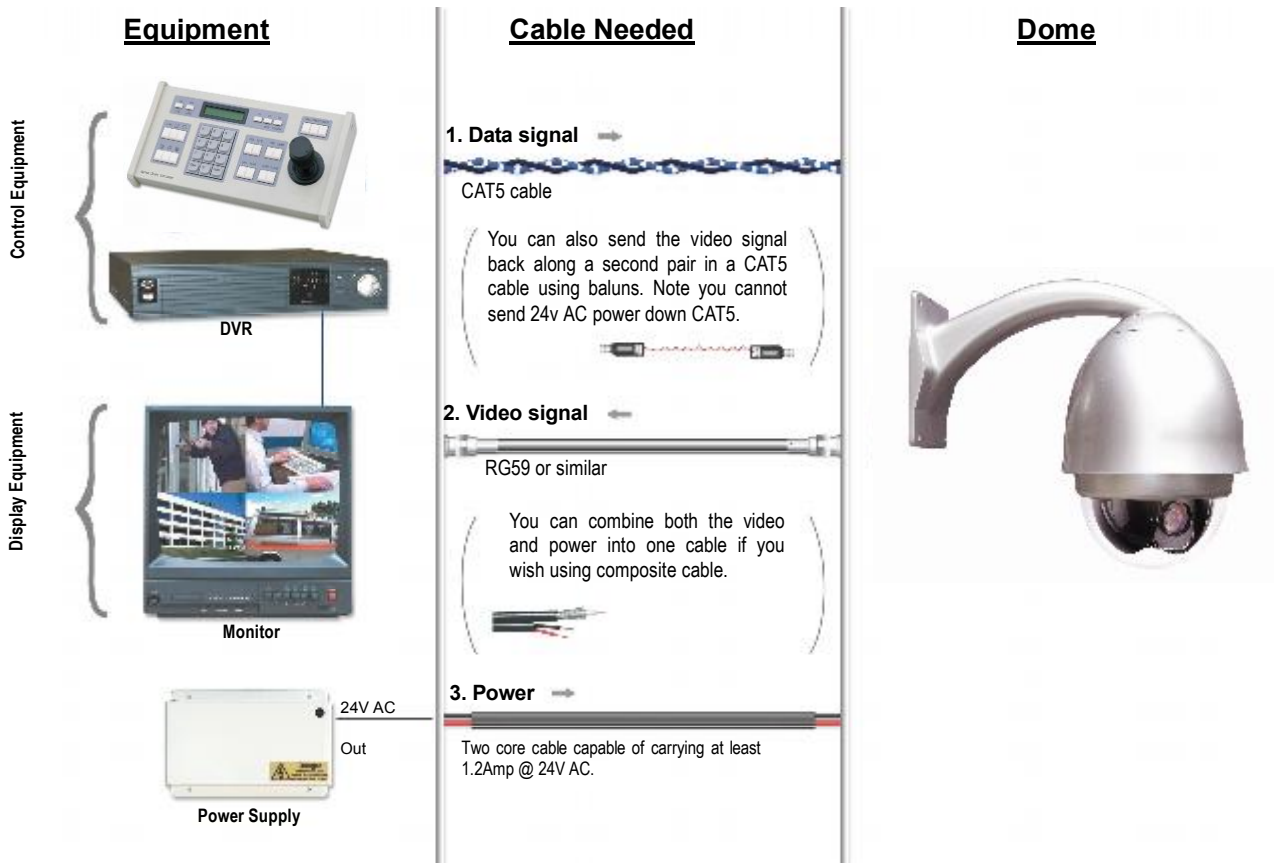 Equipment
Cable Needed
Dome
Control Equipment
DVR
Display Equipment
Monitor
24V AC
Out
Power Supply
1. Data signal
CAT5 cable
You can also send the video signal
back along a second pair in a CAT5
cable using baluns. Note you cannot
send 24v AC power down CAT5.
2. Video signal
RG59 or similar
You can combine both the video
and power into one cable if you
wish using composite cable.
3. Power
Two core cable capable of carrying at least
1.2Amp @ 24V AC.